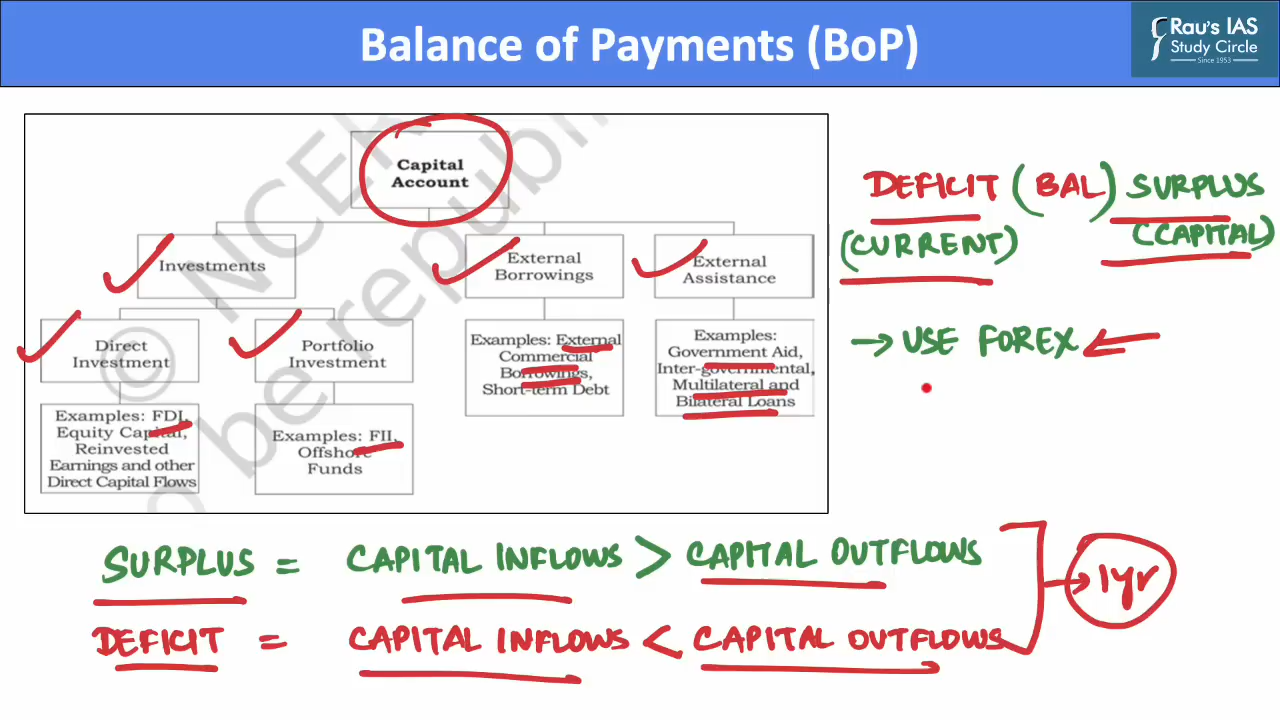 Balance of Payments (BoP)
Rau's IAS
Study Circle
Since 1953
© NCER
o be republi
Capital
Account
Investments
External
Borrowings
External
Assistance
Direct
Investment
Portfolio
Investment
Examples: External
Commercial
Borrowings,
Short-term Debt
Examples:
Government Aid,
Inter-governmental,
Multilateral and
Bilateral Loans
Examples: FDI,
Equity Capital,
Reinvested
Earnings and other
Direct Capital Flows
Examples: FII,
Offshore
Funds
DEFICIT (BAL) SURPLUS
(CURRENT) (CAPITAL)
→ USE FOREX
SURPLUS = CAPITAL INFLOWS > CAPITAL OUTFLOWS
DEFICIT = CAPITAL INFLOWS < CAPITAL OUTFLOWS
→ 1yr